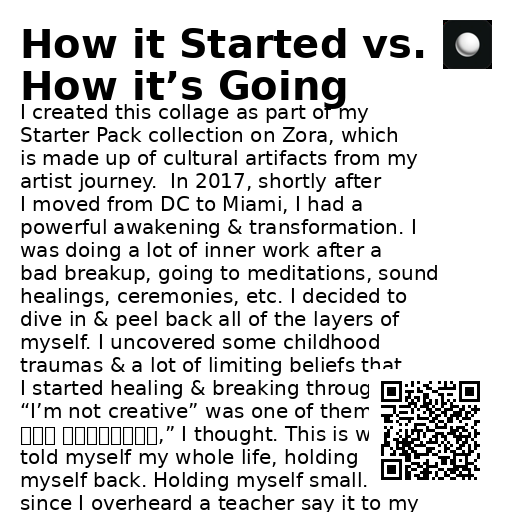 How it Started vs.
How it’s Going
I created this collage as part of my
Starter Pack collection on Zora, which
is made up of cultural artifacts from my
artist journey.  In 2017, shortly after
I moved from DC to Miami, I had a
powerful awakening & transformation. I
was doing a lot of inner work after a
bad breakup, going to meditations, sound
healings, ceremonies, etc. I decided to
dive in & peel back all of the layers of
myself. I uncovered some childhood
traumas & a lot of limiting beliefs that
I started healing & breaking
“I’m not creative” was one of them
,” I thought. This is
told myself my whole life, holding
myself back. Holding myself small.
since I overheard a teacher say it to my